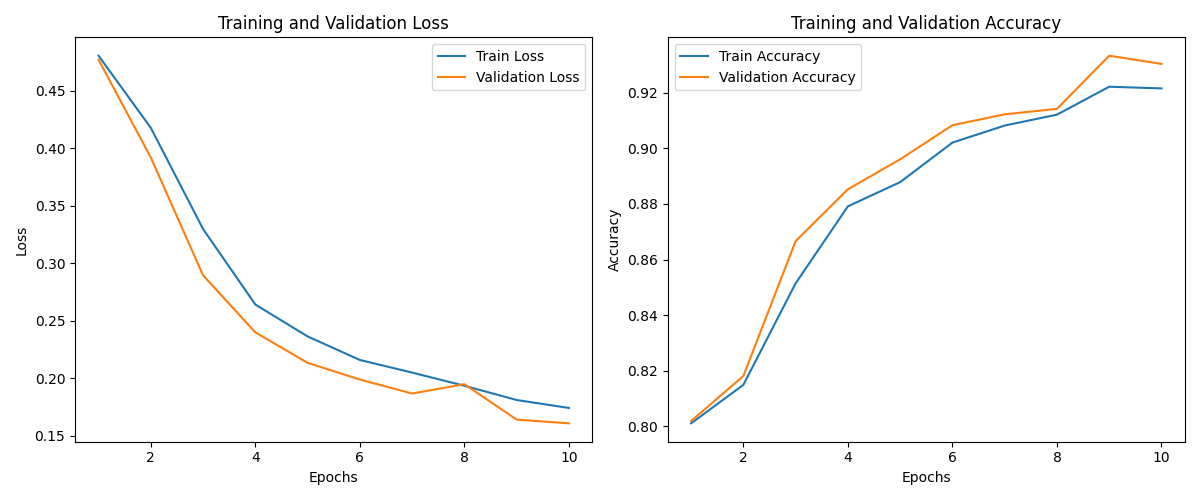 Training and Validation Loss
Train Loss
Validation Loss
0.45
0.40
0.35
0.30
0.25
0.20
0.15
Loss
2 4 6 8 10
Epochs
Training and Validation Accuracy
Train Accuracy
Validation Accuracy
0.92
0.90
0.88
0.86
0.84
0.82
0.80
Accuracy
2 4 6 8 10
Epochs